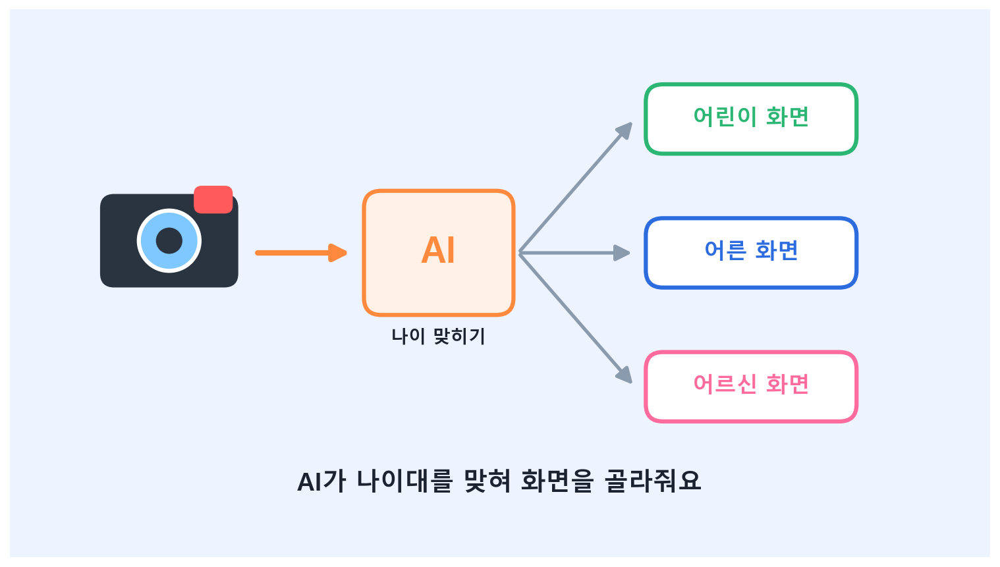 어린이 화면
AI
나이 맞히기
어른 화면
어르신 화면
AI가 나이대를 맞혀 화면을 골라줘요